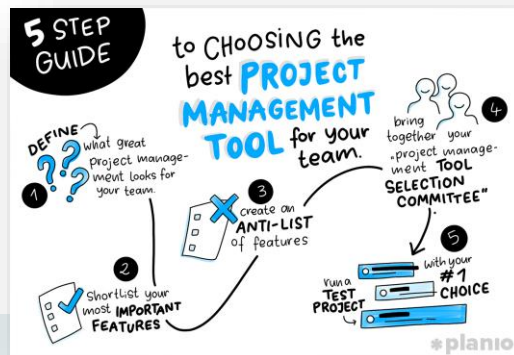 5 STEP
GUIDE
to CHOOSING the
best PROJECT
MANAGEMENT
TOOL for your
team.
1
DEFINE
what great
project manage-
ment looks for
your team.
2
Shortlist your
most IMPORTANT
FEATURES
3
create an
ANTI-LIST
of features
4
bring
together your
"project manage-
ment TOOL
SELECTION
COMMITTEE"
5
run a
TEST
PROJECT
with your
#1
CHOICE
*planio